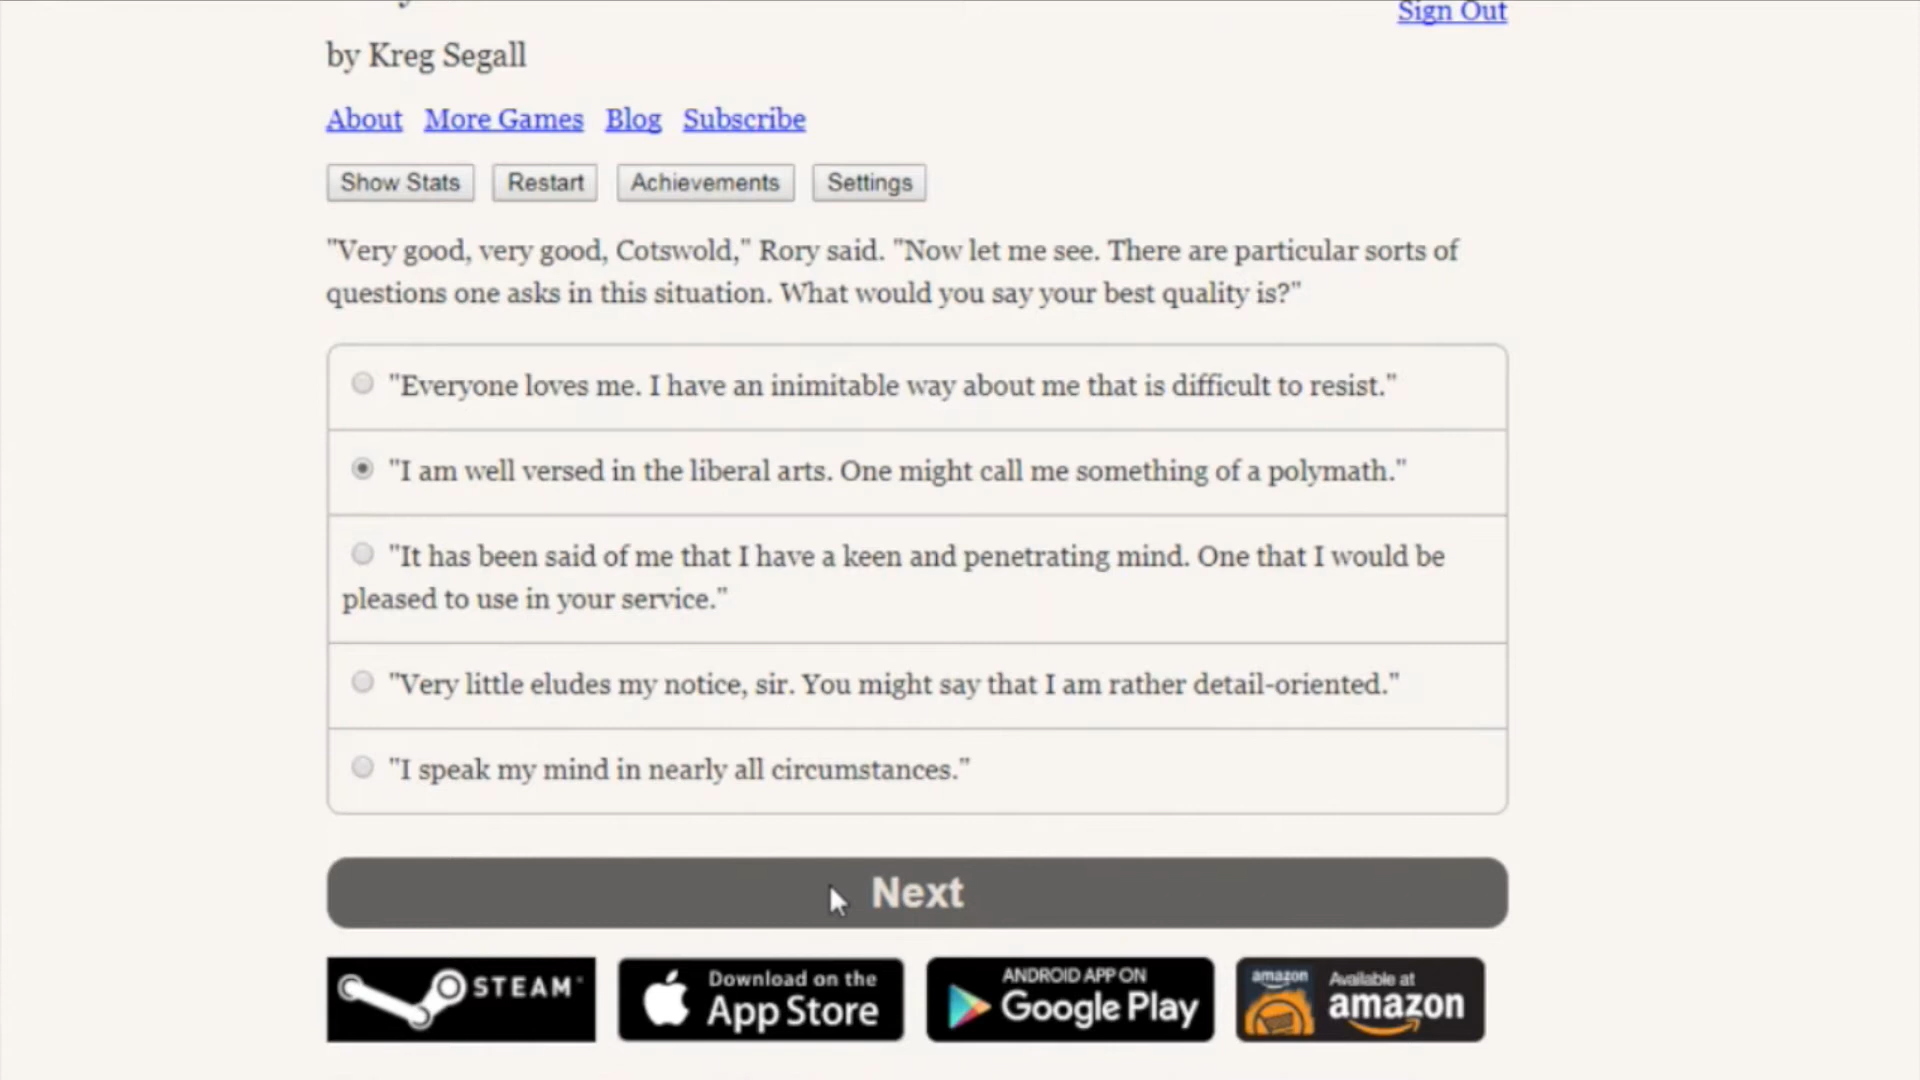 Sign Out
by Kreg Segall
About More Games Blog Subscribe
Show Stats Restart Achievements Settings
"Very good, very good, Cotswold," Rory said. "Now let me see. There are particular sorts of
questions one asks in this situation. What would you say your best quality is?"
"Everyone loves me. I have an inimitable way about me that is difficult to resist."
"I am well versed in the liberal arts. One might call me something of a polymath."
"It has been said of me that I have a keen and penetrating mind. One that I would be
pleased to use in your service."
"Very little eludes my notice, sir. You might say that I am rather detail-oriented."
"I speak my mind in nearly all circumstances."
Next
STEAM
Download on the
App Store
ANDROID APP ON
Google Play
amazon
Available at
amazon